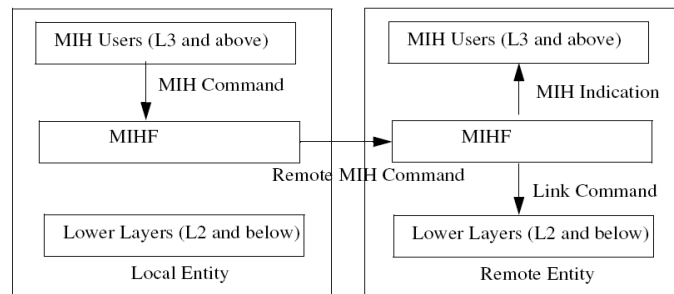 MIH Users (L3 and above)
MIH Command
MIHF
Lower Layers (L2 and below)
Local Entity
Remote MIH Command
MIH Users (L3 and above)
MIH Indication
MIHF
Link Command
Lower Layers (L2 and below)
Remote Entity